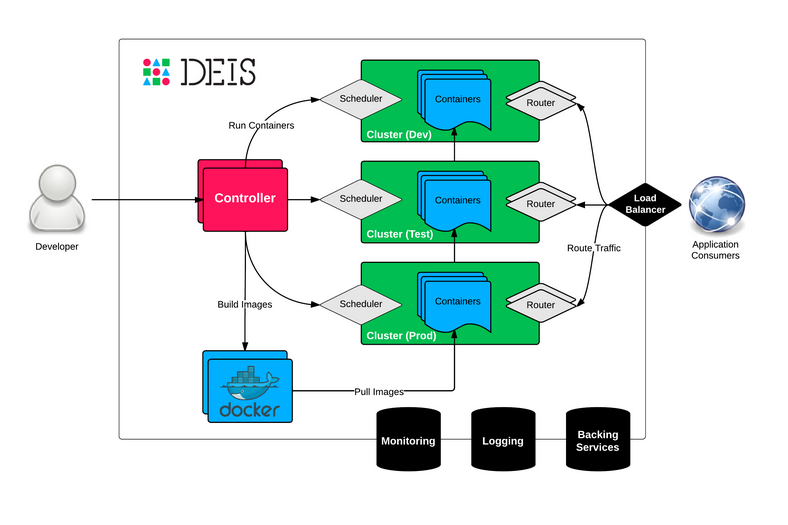 DEIS
Scheduler
Containers
Router
Run Containers
Cluster (Dev)
Controller
Scheduler
Containers
Router
Load
Balancer
Cluster (Test)
Developer
Application
Consumers
Route Traffic
Build Images
Scheduler
Containers
Router
Cluster (Prod)
docker
Pull Images
Monitoring
Logging
Backing
Services